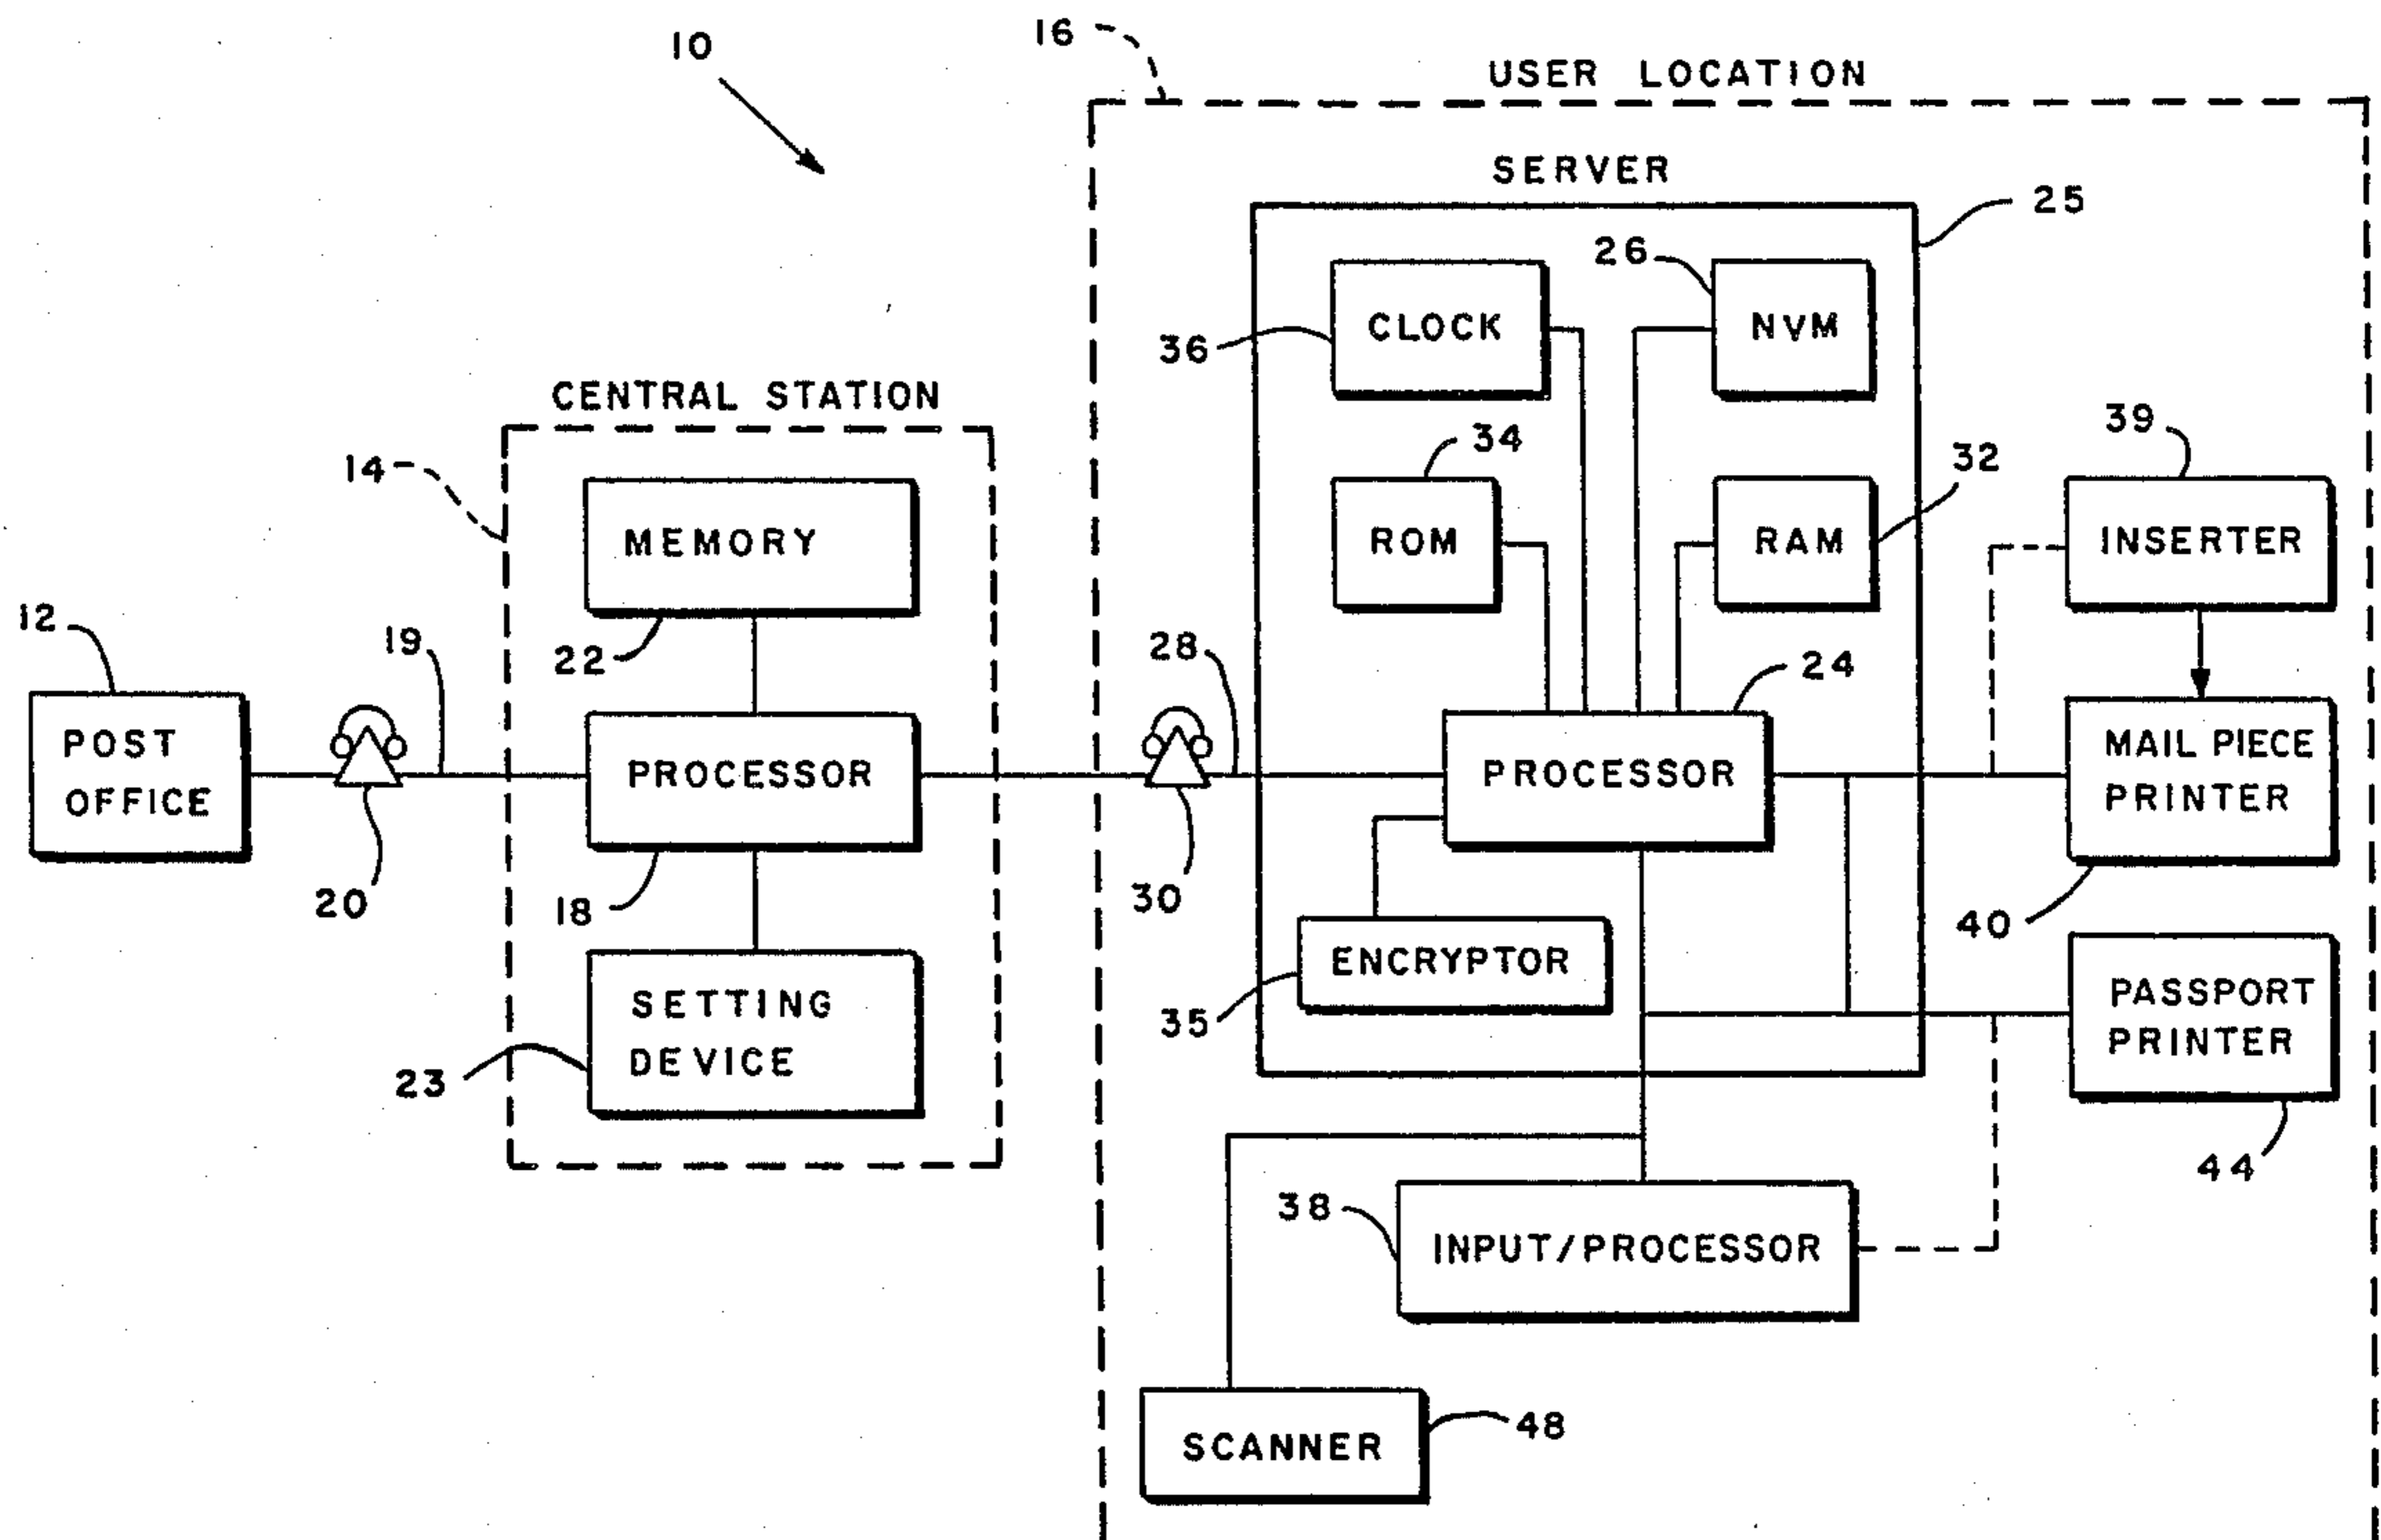 10
16
USER LOCATION
SERVER
25
26
CLOCK
NVM
36
CENTRAL STATION
39
34
32
14
MEMORY
ROM
RAM
INSERTER
12
19
22
28
24
POST
OFFICE
PROCESSOR
PROCESSOR
MAIL PIECE
PRINTER
20
18
30
40
ENCRYPTOR
35
SETTING
DEVICE
23
PASSPORT
PRINTER
44
38
INPUT/PROCESSOR
48
SCANNER